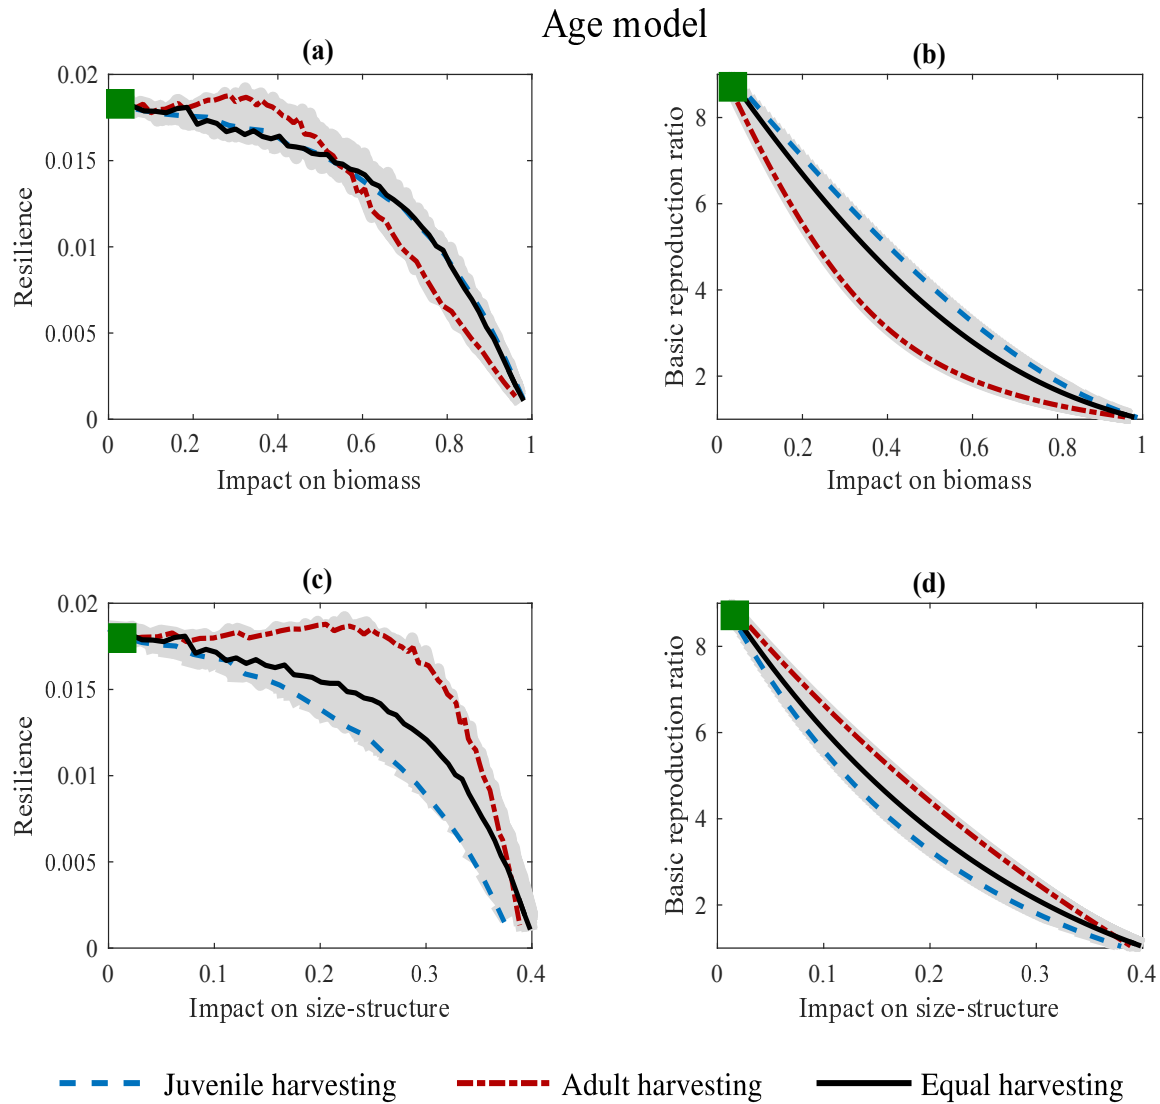 Age model
(a)
0.02
0.015
0.01
0.005
0
Resilience
0
0.2
0.4
0.6
0.8
1
Impact on biomass
(b)
8
6
4
2
Basic reproduction ratio
0
0.2
0.4
0.6
0.8
1
Impact on biomass
(c)
0.02
0.015
0.01
0.005
0
Resilience
0
0.1
0.2
0.3
0.4
Impact on size-structure
(d)
8
6
4
2
Basic reproduction ratio
0
0.1
0.2
0.3
0.4
Impact on size-structure
Juvenile harvesting
Adult harvesting
Equal harvesting